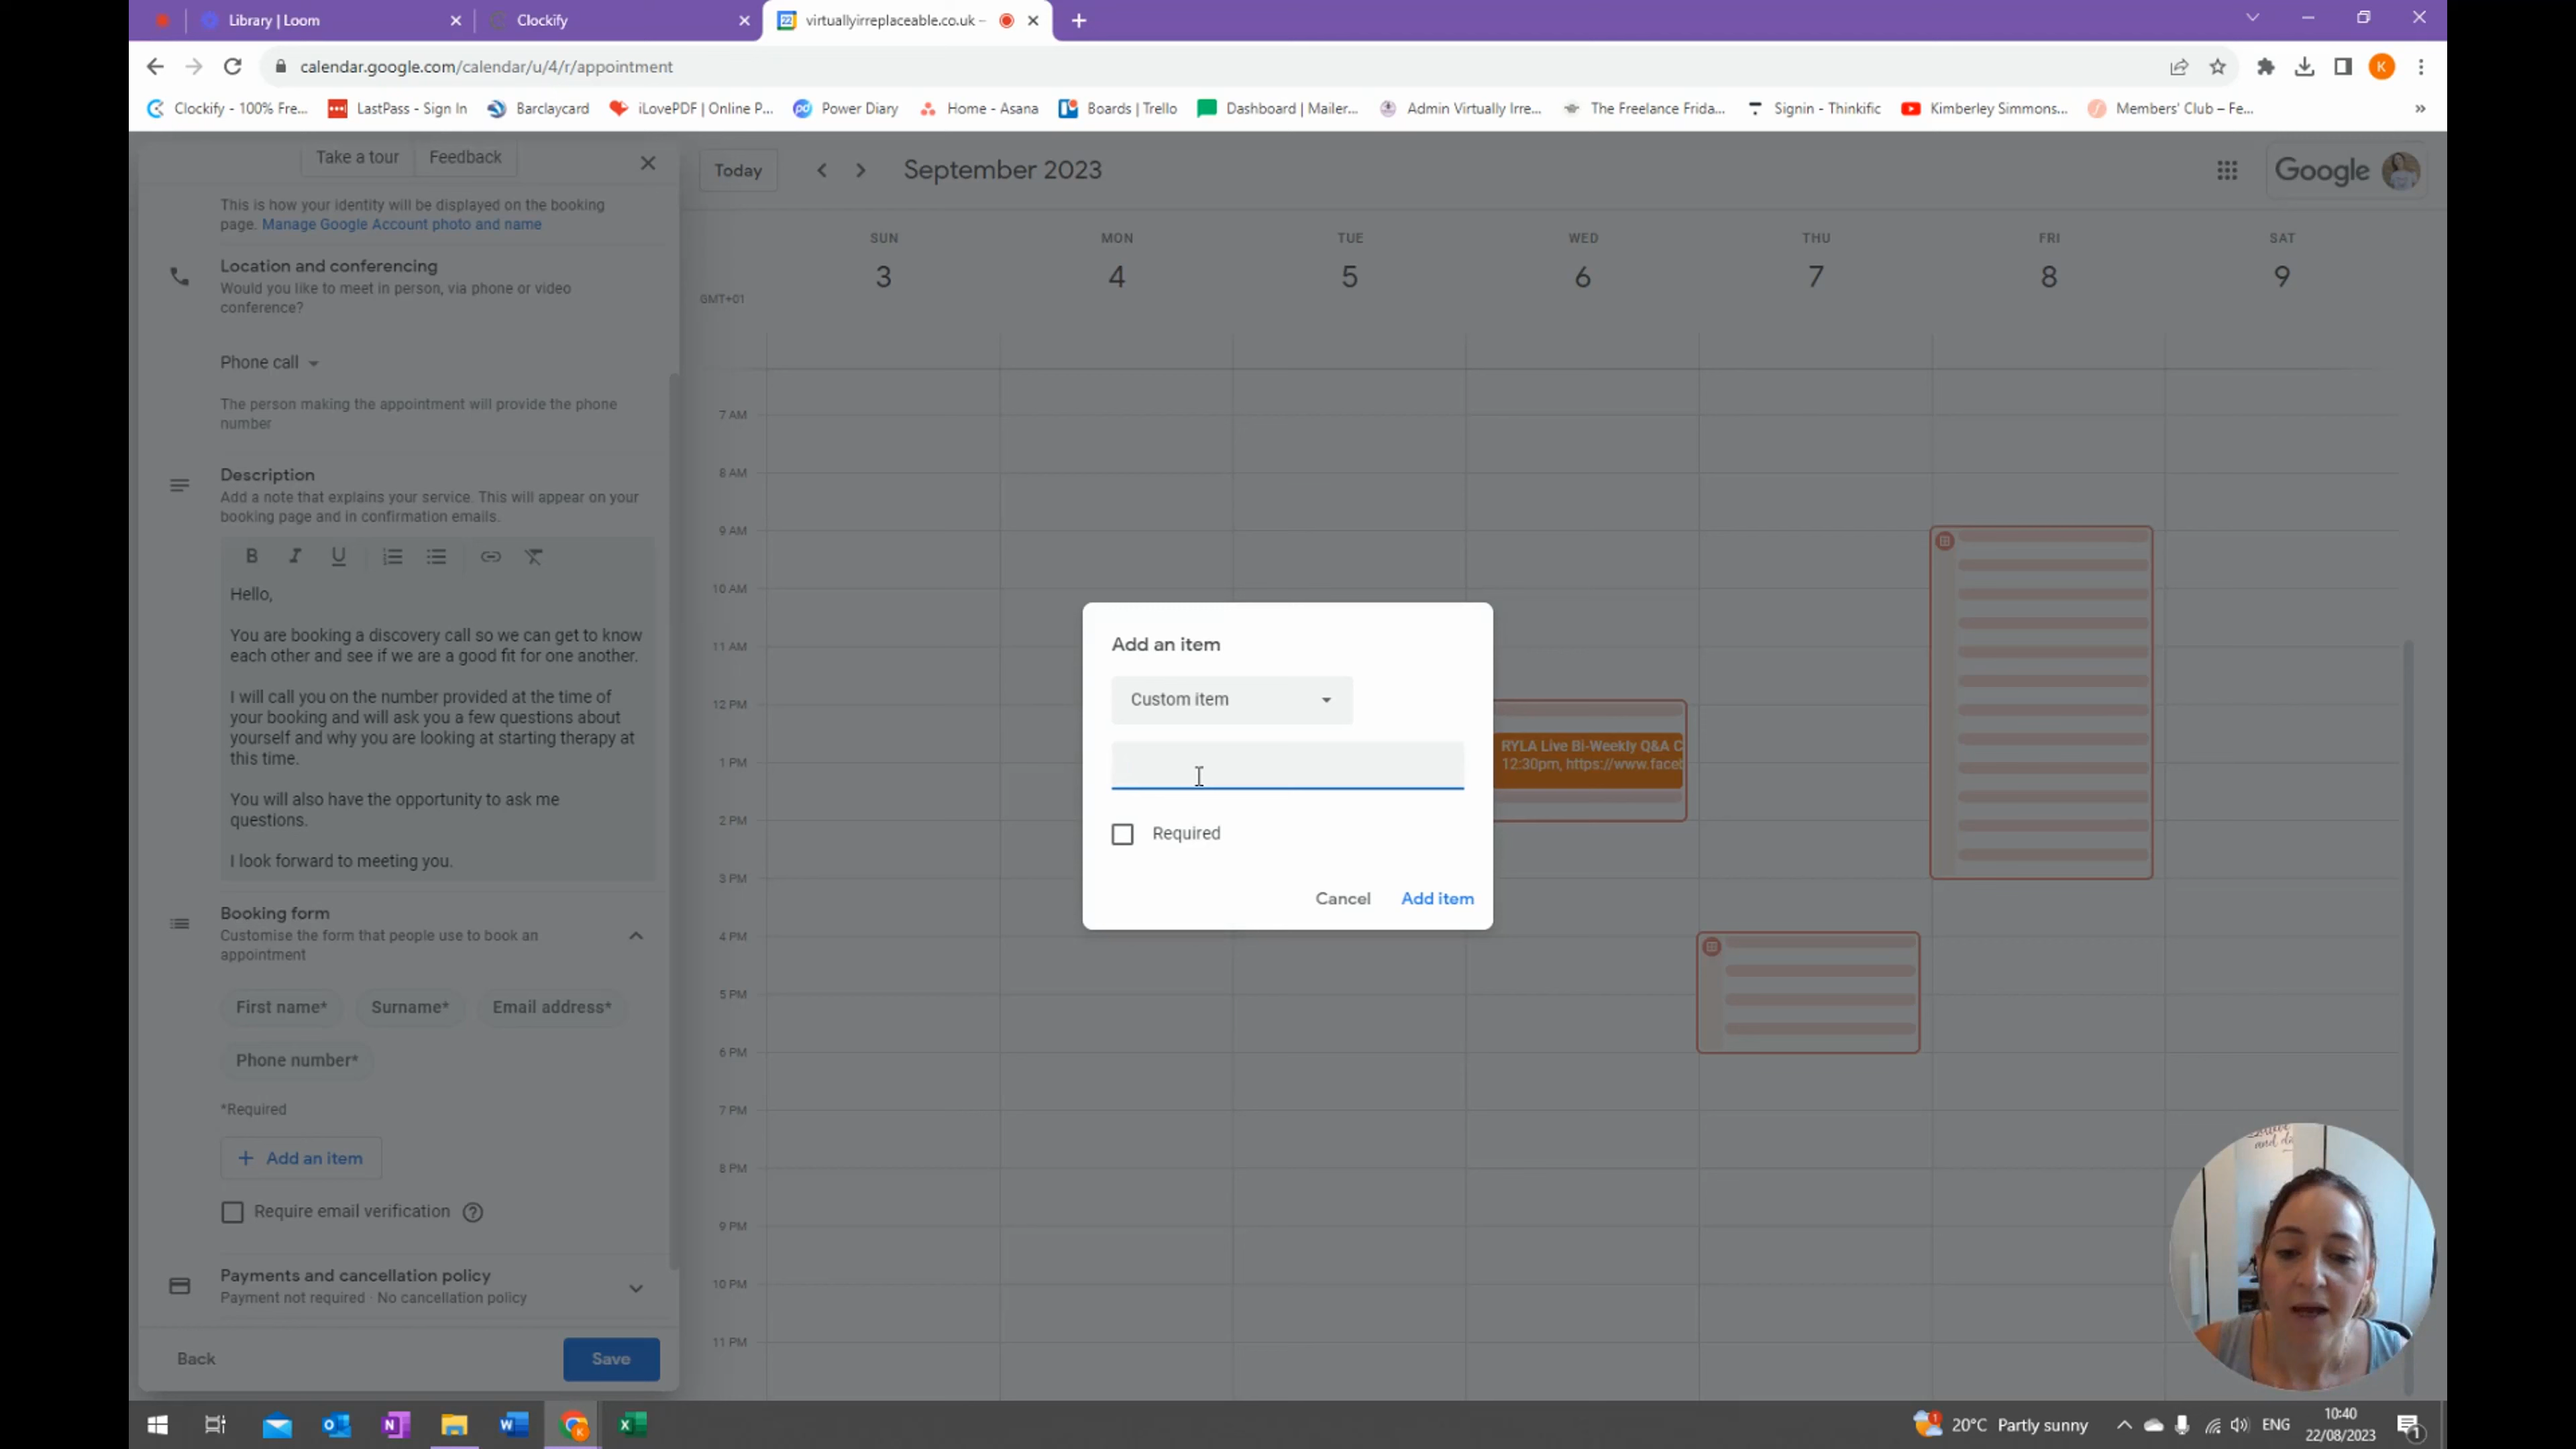 Library | Loom
Clockify
virtuallyirreplaceable.co.uk –
calendar.google.com/calendar/u/4/r/appointment
K
Clockify - 100% Fre...
LastPass - Sign In
Barclaycard
iLovePDF | Online P...
Power Diary
Home - Asana
Boards | Trello
Dashboard | Mailer...
Admin Virtually Irre...
The Freelance Frida...
Signin - Thinkific
Kimberley Simmons...
Members' Club – Fe...
»
Take a tour
Feedback
This is how your identity will be displayed on the booking
page. Manage Google Account photo and name
Location and conferencing
Would you like to meet in person, via phone or video
conference?
Phone call
The person making the appointment will provide the phone
number
Description
Add a note that explains your service. This will appear on your
booking page and in confirmation emails.
B I U
Hello,
You are booking a discovery call so we can get to know
each other and see if we are a good fit for one another.
I will call you on the number provided at the time of
your booking and will ask you a few questions about
yourself and why you are looking at starting therapy at
this time.
You will also have the opportunity to ask me
questions.
I look forward to meeting you.
Booking form
Customise the form that people use to book an
appointment
First name*
Surname*
Email address*
Phone number*
*Required
+ Add an item
Require email verification
Payments and cancellation policy
Payment not required · No cancellation policy
Back
Save
Today
September 2023
Google
GMT+01
SUN
3
MON
4
TUE
5
WED
6
THU
7
FRI
8
SAT
9
7 AM
8 AM
9 AM
10 AM
11 AM
12 PM
1 PM
2 PM
3 PM
4 PM
5 PM
6 PM
7 PM
8 PM
9 PM
10 PM
11 PM
RYLA Live Bi-Weekly Q&A C
12:30pm, https://www.faceb
Add an item
Custom item
Required
Cancel
Add item
and
20°C Partly sunny
ENG
10:40
22/08/2023
1